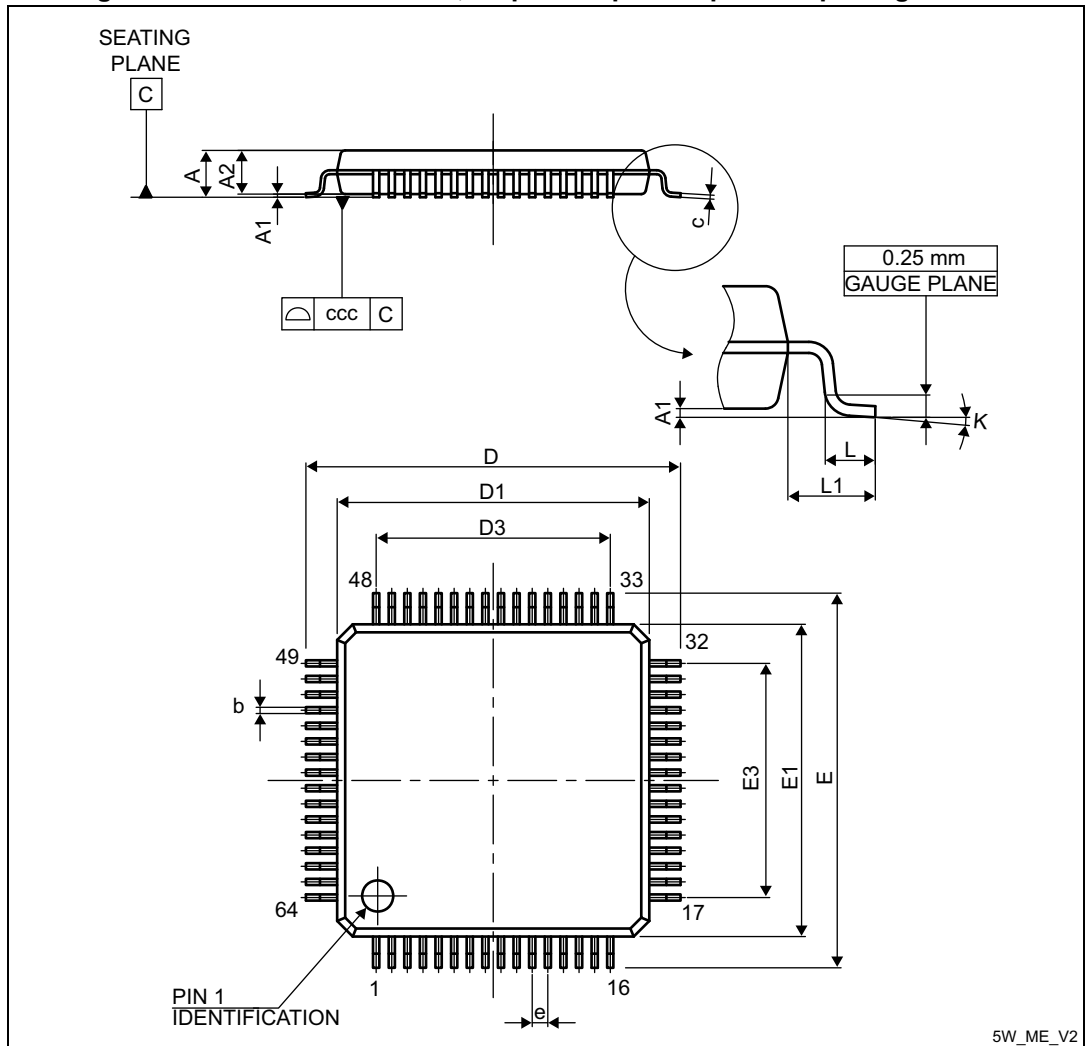 SEATING
PLANE
C
A
A2
A1
c
ccc C
0.25 mm
GAUGE PLANE
A1
K
L
L1
D
D1
D3
48
33
49
32
b
E3
E1
E
64
17
1
16
e
PIN 1
IDENTIFICATION
5W_ME_V2